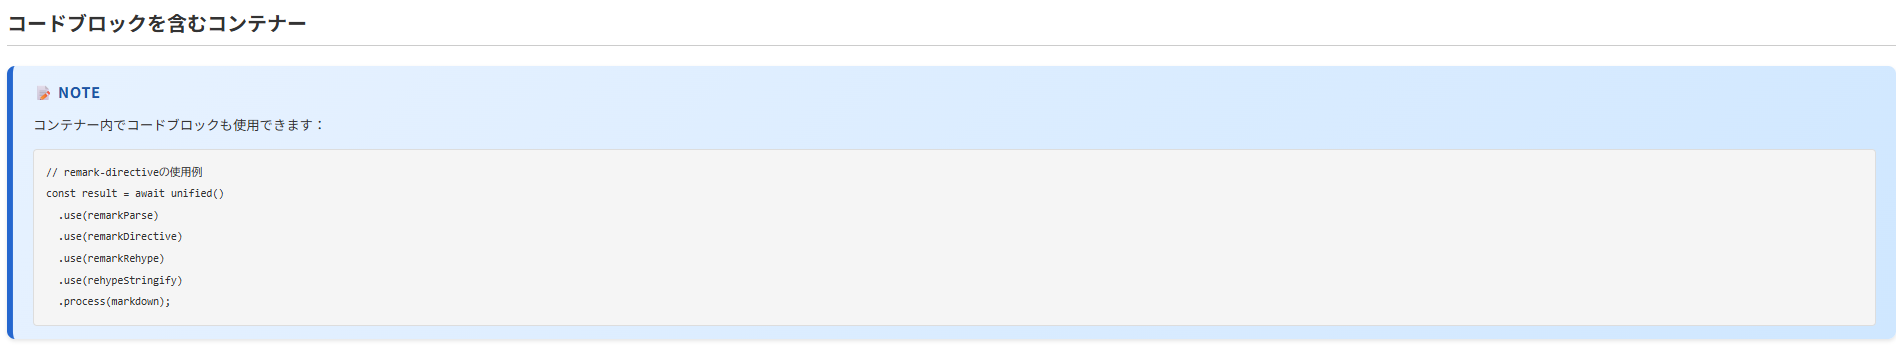 コードブロックを含むコンテナー
📝 NOTE
コンテナー内でコードブロックも使用できます：
// remark-directiveの使用例
const result = await unified()
  .use(remarkParse)
  .use(remarkDirective)
  .use(remarkRehype)
  .use(rehypeStringify)
  .process(markdown);